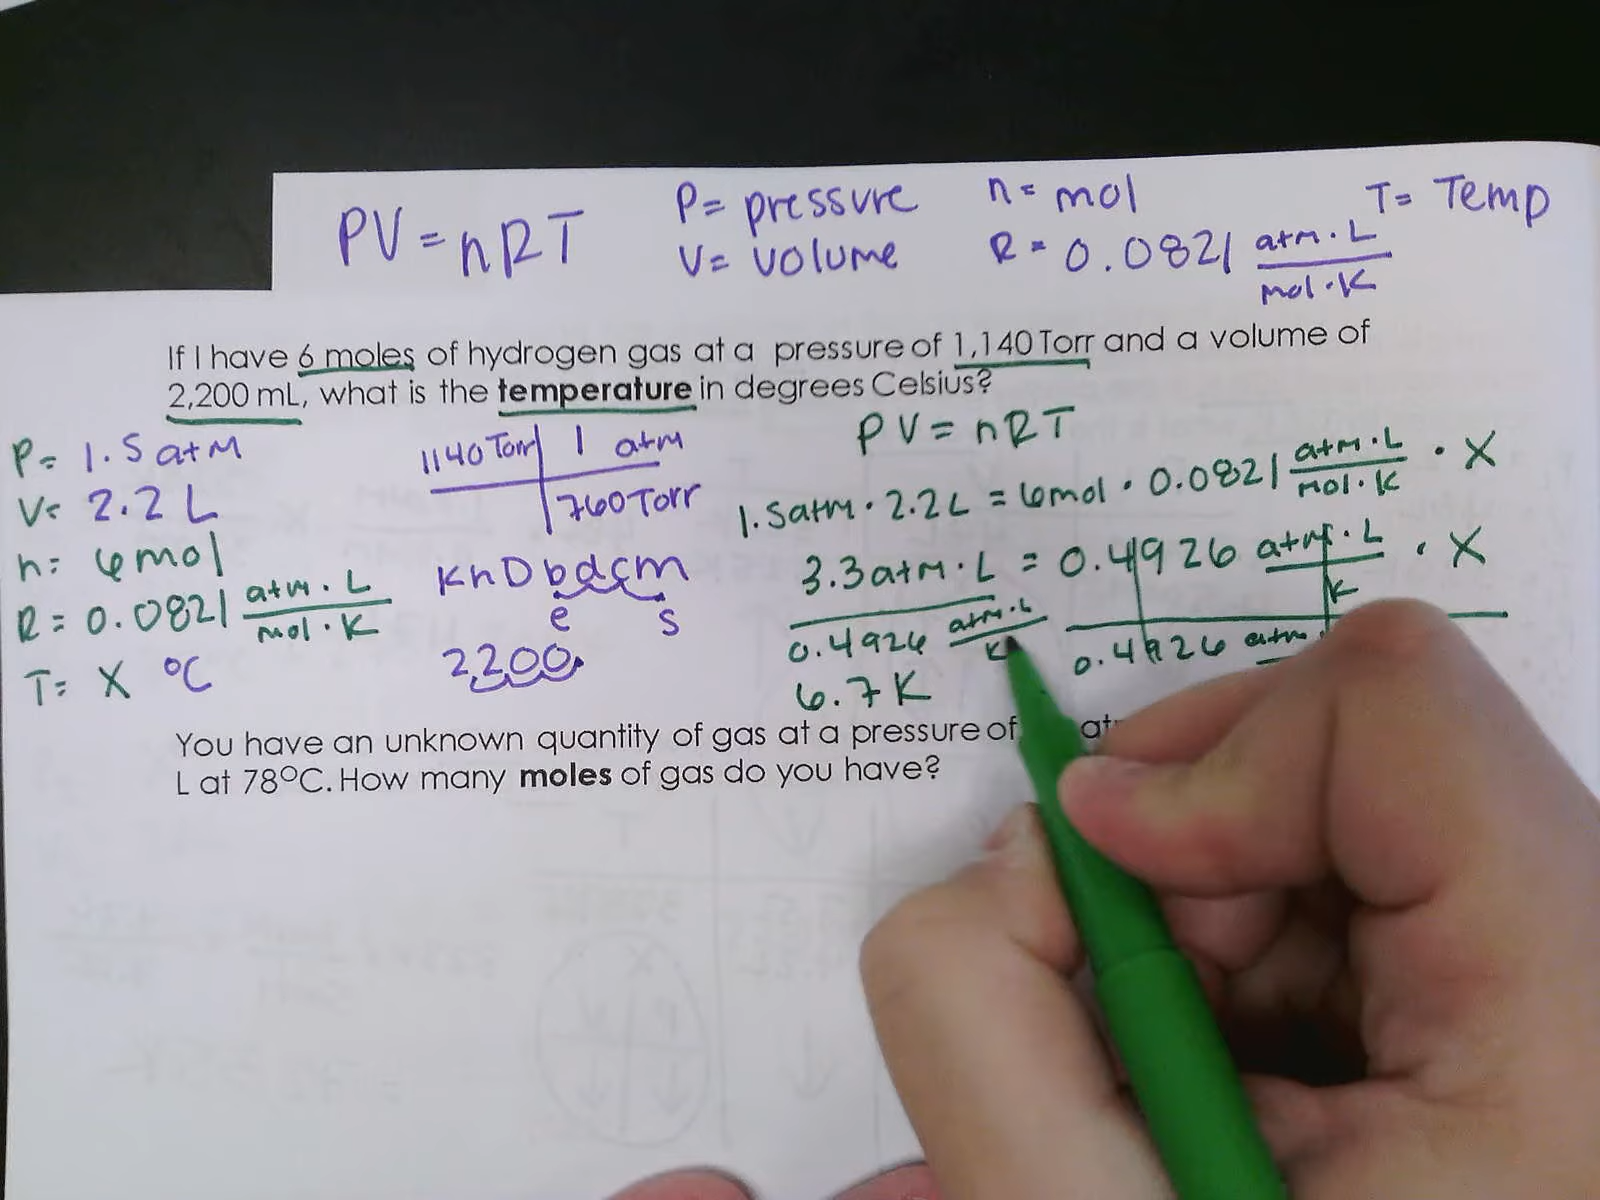 PV = nRT P= pressure n= mol T= Temp
V= volume R= 0.0821 atm·L/mol·K
If I have 6 moles of hydrogen gas at a pressure of 1,140 Torr and a volume of
2,200 mL, what is the temperature in degrees Celsius?
P= 1.5 atm
V= 2.2 L
n= 6 mol
R= 0.0821 atm·L/mol·K
T= X °C
1140 Torr 1 atm
760 Torr
KhDbdcm
e s
2200.
PV = nRT
1.5atm · 2.2L = 6mol · 0.0821 atm·L/mol·K · X
3.3atm·L = 0.4926 atm·L/K · X
0.4926 atm·L/K 0.4926 atm
6.7 K
You have an unknown quantity of gas at a pressure of
L at 78°C. How many moles of gas do you have?